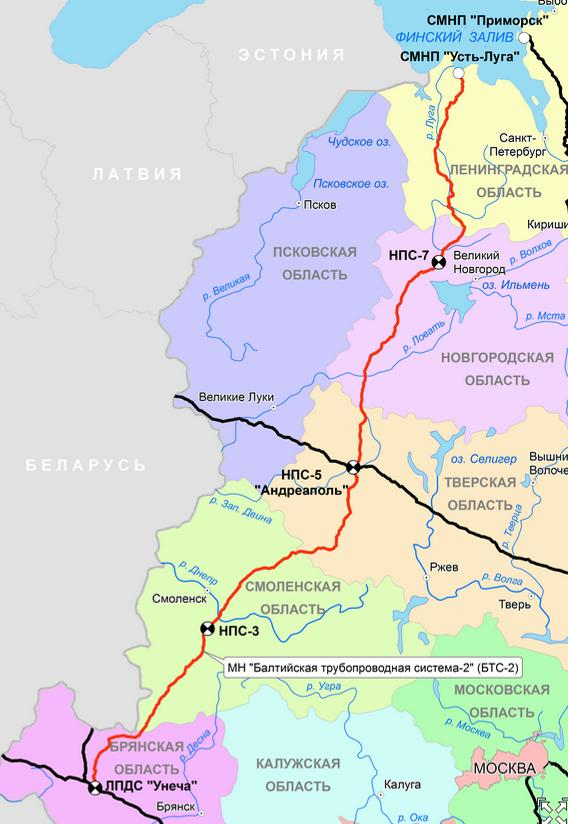 Выбо
СМНП "Приморск"
ФИНСКИЙ ЗАЛИВ
СМНП "Усть-Луга"
ЭСТОНИЯ
р. Луга
Санкт-
Петербург
Чудское оз.
ЛЕНИНГРАДСКАЯ
ОБЛАСТЬ
ЛАТВИЯ
Псковское оз.
Псков
Кириши
НПС-7
Великий
Новгород
р. Волхов
ПСКОВСКАЯ
ОБЛАСТЬ
р. Великая
оз. Ильмень
р. Мста
р. Ловать
НОВГОРОДСКАЯ
ОБЛАСТЬ
Великие Луки
БЕЛАРУСЬ
НПС-5
"Андреаполь"
оз. Селигер
Вышни
Волоче
ТВЕРСКАЯ
ОБЛАСТЬ
р. Тверца
р. Зап. Двина
р. Днепр
Ржев
р. Волга
Тверь
Смоленск
СМОЛЕНСКАЯ
ОБЛАСТЬ
НПС-3
МН "Балтийская трубопроводная система-2" (БТС-2)
р. Угра
МОСКОВСКАЯ
ОБЛАСТЬ
р. Москва
МОСКВА
БРЯНСКАЯ
ОБЛАСТЬ
р. Десна
КАЛУЖСКАЯ
ОБЛАСТЬ
ЛПДС "Унеча"
Калуга
Брянск
р. Ока